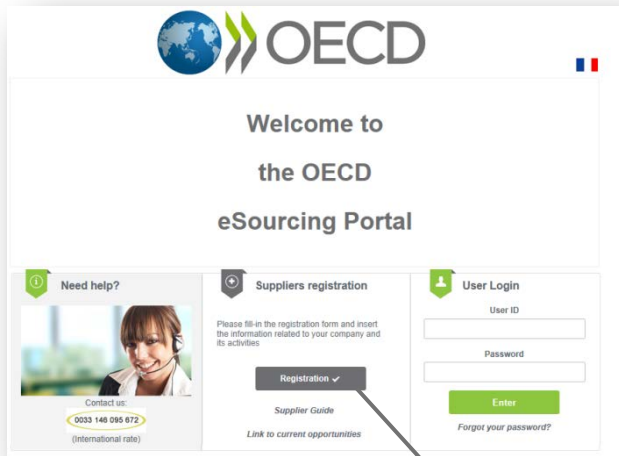 OECD
Welcome to
the OECD
eSourcing Portal
Need help?
Contact us:
0033 146 095 672
(International rate)
Suppliers registration
Please fill-in the registration form and insert
the information related to your company and
its activities
Registration ✓
Supplier Guide
Link to current opportunities
User Login
User ID
Password
Enter
Forgot your password?